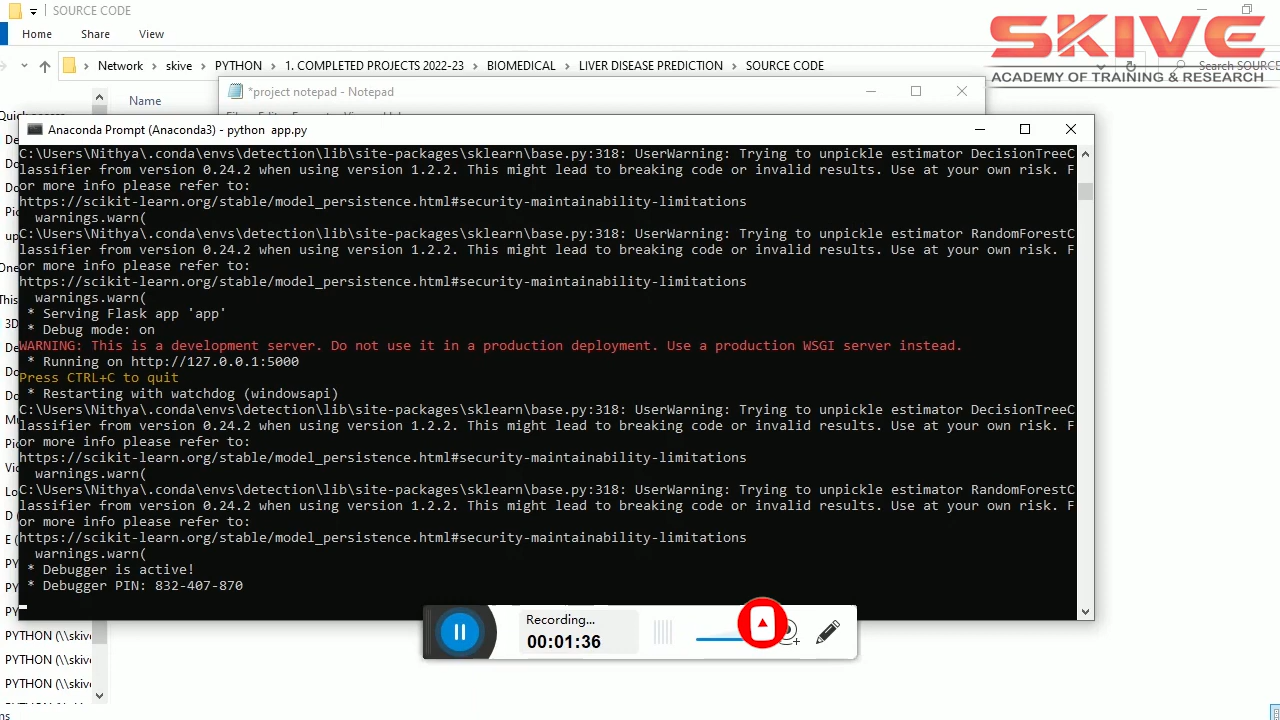 SOURCE CODE
SKIVE
ACADEMY OF TRAINING & RESEARCH
Home Share View
Network skive PYTHON 1. COMPLETED PROJECTS 2022-23 BIOMEDICAL LIVER DISEASE PREDICTION SOURCE CODE
Name
*project notepad - Notepad
Anaconda Prompt (Anaconda3) - python app.py
C:\Users\Nithya\.conda\envs\detection\lib\site-packages\sklearn\base.py:318: UserWarning: Trying to unpickle estimator DecisionTreeC
lassifier from version 0.24.2 when using version 1.2.2. This might lead to breaking code or invalid results. Use at your own risk. F
or more info please refer to:
https://scikit-learn.org/stable/model_persistence.html#security-maintainability-limitations
warnings.warn(
C:\Users\Nithya\.conda\envs\detection\lib\site-packages\sklearn\base.py:318: UserWarning: Trying to unpickle estimator RandomForestC
lassifier from version 0.24.2 when using version 1.2.2. This might lead to breaking code or invalid results. Use at your own risk. F
or more info please refer to:
https://scikit-learn.org/stable/model_persistence.html#security-maintainability-limitations
warnings.warn(
* Serving Flask app 'app'
* Debug mode: on
WARNING: This is a development server. Do not use it in a production deployment. Use a production WSGI server instead.
* Running on http://127.0.0.1:5000
Press CTRL+C to quit
* Restarting with watchdog (windowsapi)
C:\Users\Nithya\.conda\envs\detection\lib\site-packages\sklearn\base.py:318: UserWarning: Trying to unpickle estimator DecisionTreeC
lassifier from version 0.24.2 when using version 1.2.2. This might lead to breaking code or invalid results. Use at your own risk. F
or more info please refer to:
https://scikit-learn.org/stable/model_persistence.html#security-maintainability-limitations
warnings.warn(
C:\Users\Nithya\.conda\envs\detection\lib\site-packages\sklearn\base.py:318: UserWarning: Trying to unpickle estimator RandomForestC
lassifier from version 0.24.2 when using version 1.2.2. This might lead to breaking code or invalid results. Use at your own risk. F
or more info please refer to:
https://scikit-learn.org/stable/model_persistence.html#security-maintainability-limitations
warnings.warn(
* Debugger is active!
* Debugger PIN: 832-407-870
Recording...
00:01:36
PYTHON (\\skive
PYTHON (\\skive
PYTHON (\\skive